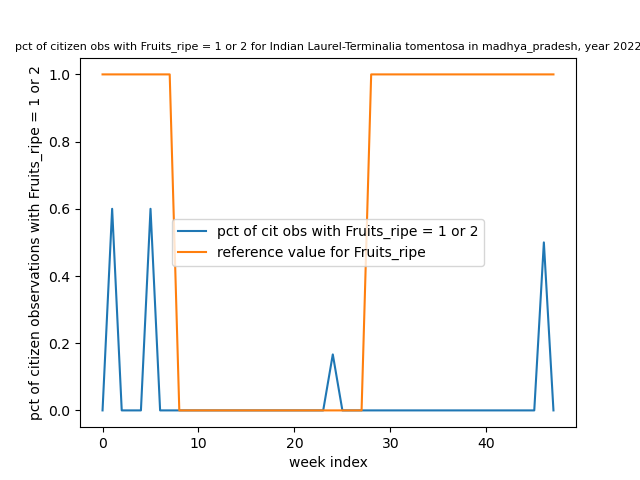 pct of citizen obs with Fruits_ripe = 1 or 2 for Indian Laurel-Terminalia tomentosa in madhya_pradesh, year 2022
pct of citizen observations with Fruits_ripe = 1 or 2
1.0
0.8
0.6
0.4
0.2
0.0
pct of cit obs with Fruits_ripe = 1 or 2
reference value for Fruits_ripe
0 10 20 30 40
week index